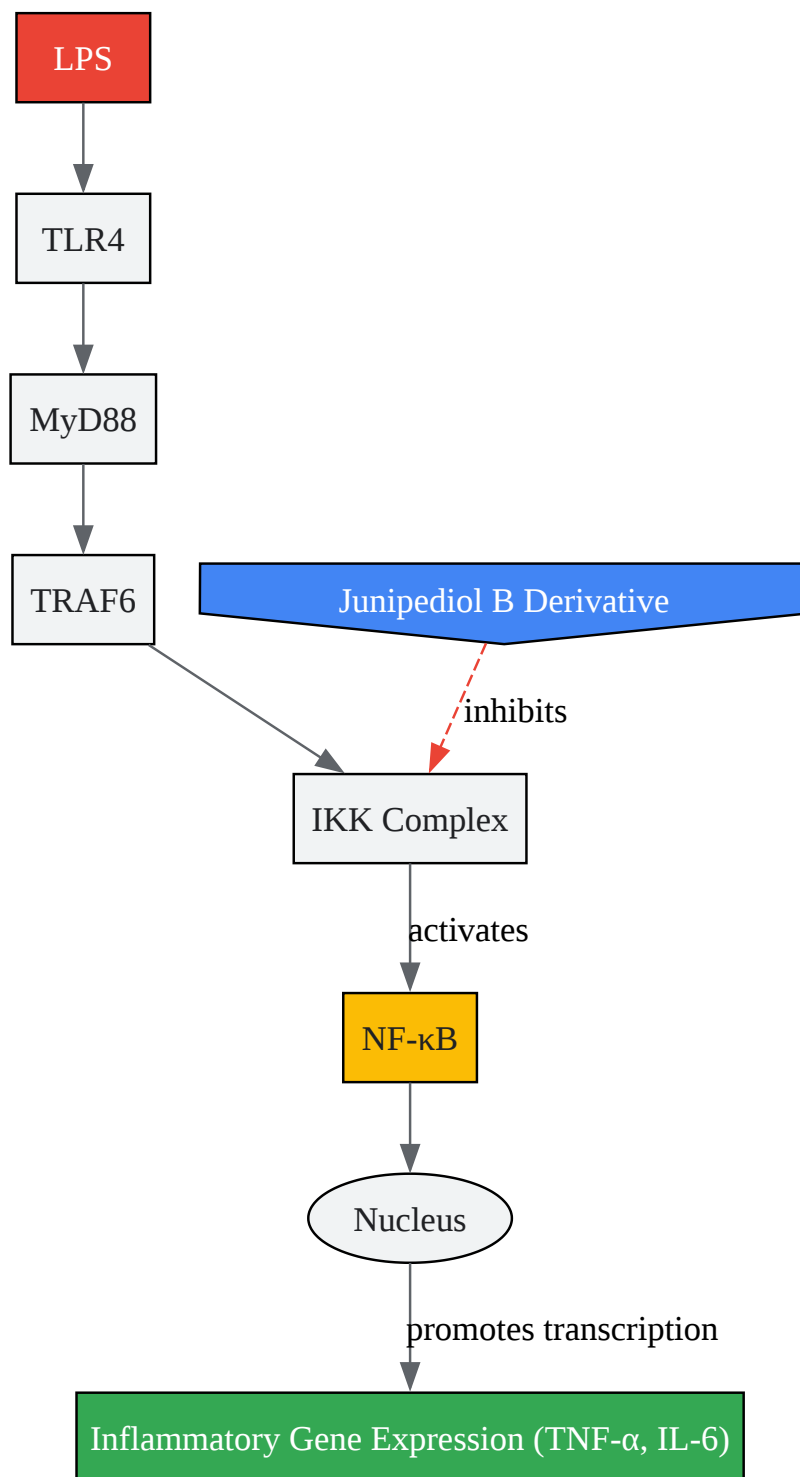 LPS
TLR4
MyD88
TRAF6
Junipediol B Derivative
inhibits
IKK Complex
activates
NF-κB
Nucleus
promotes transcription
Inflammatory Gene Expression (TNF-α, IL-6)